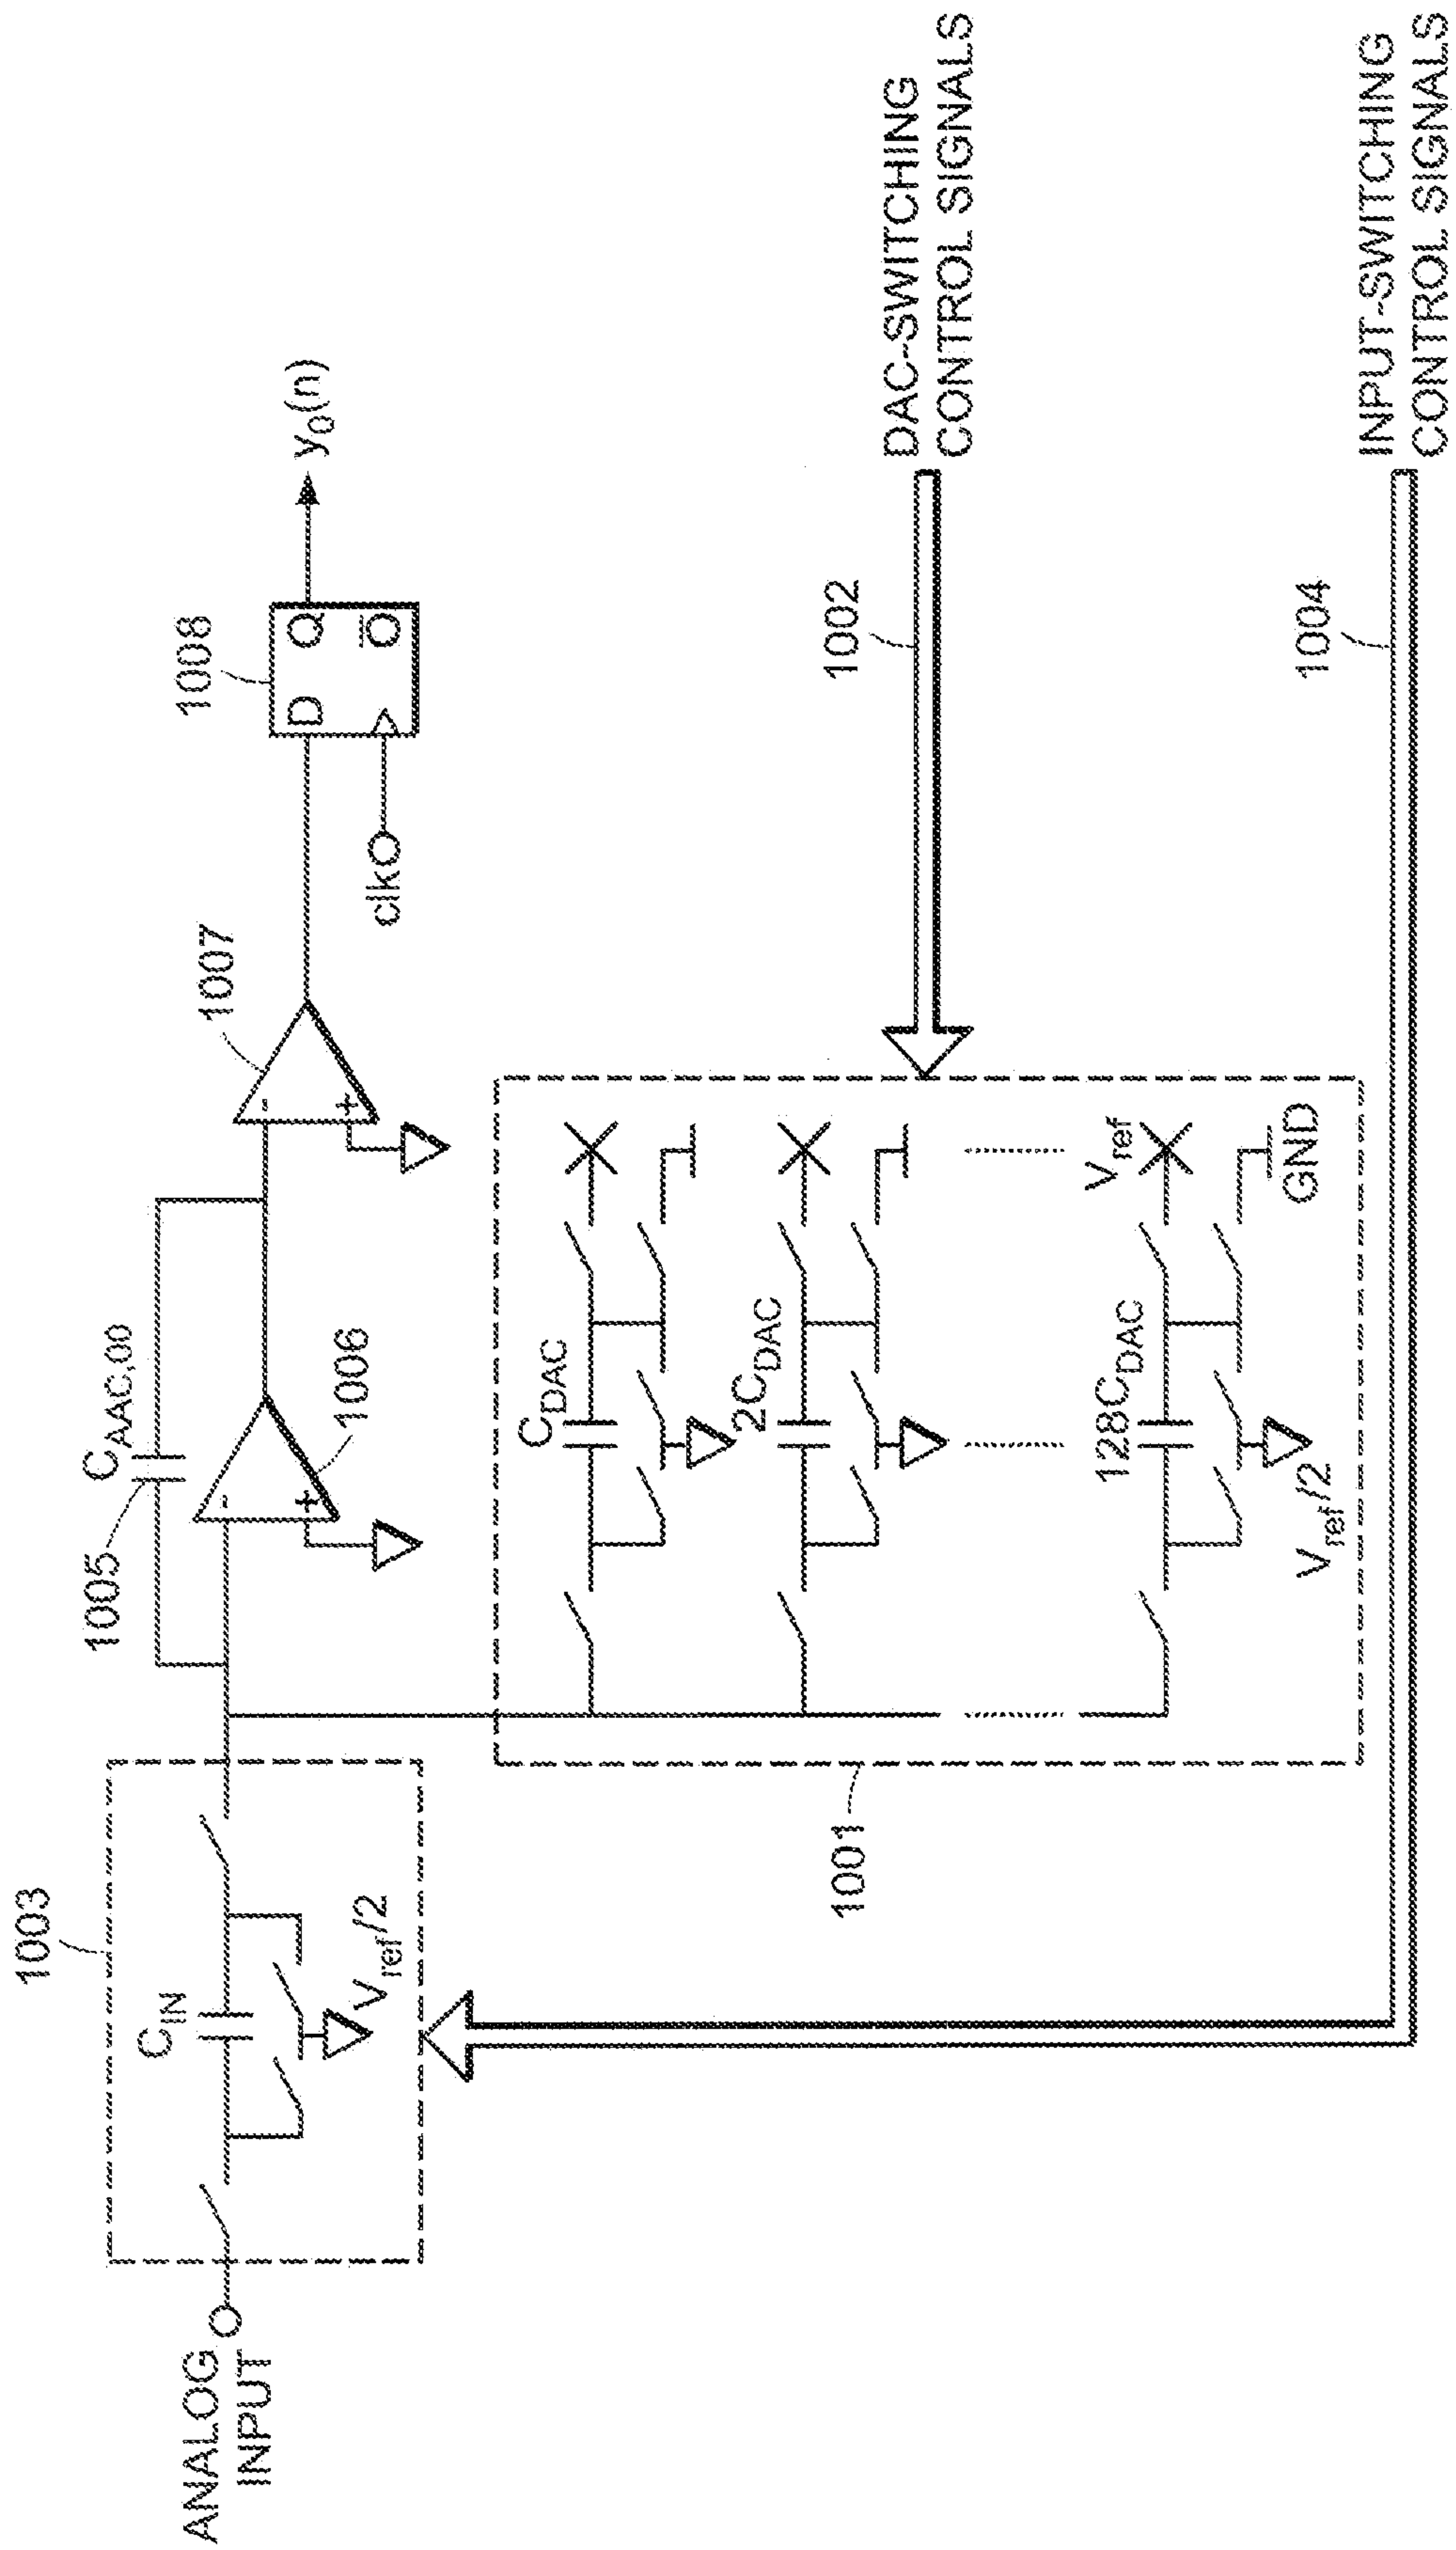 ANALOG
INPUT
1003
C_IN
V_ref/2
1005
C_AAC,00
-
+
1006
1007
-
+
1008
D
Q
O̅
clk
y_0(n)
1001
C_DAC
2C_DAC
128C_DAC
V_ref
GND
V_ref/2
1002
DAC-SWITCHING
CONTROL SIGNALS
1004
INPUT-SWITCHING
CONTROL SIGNALS